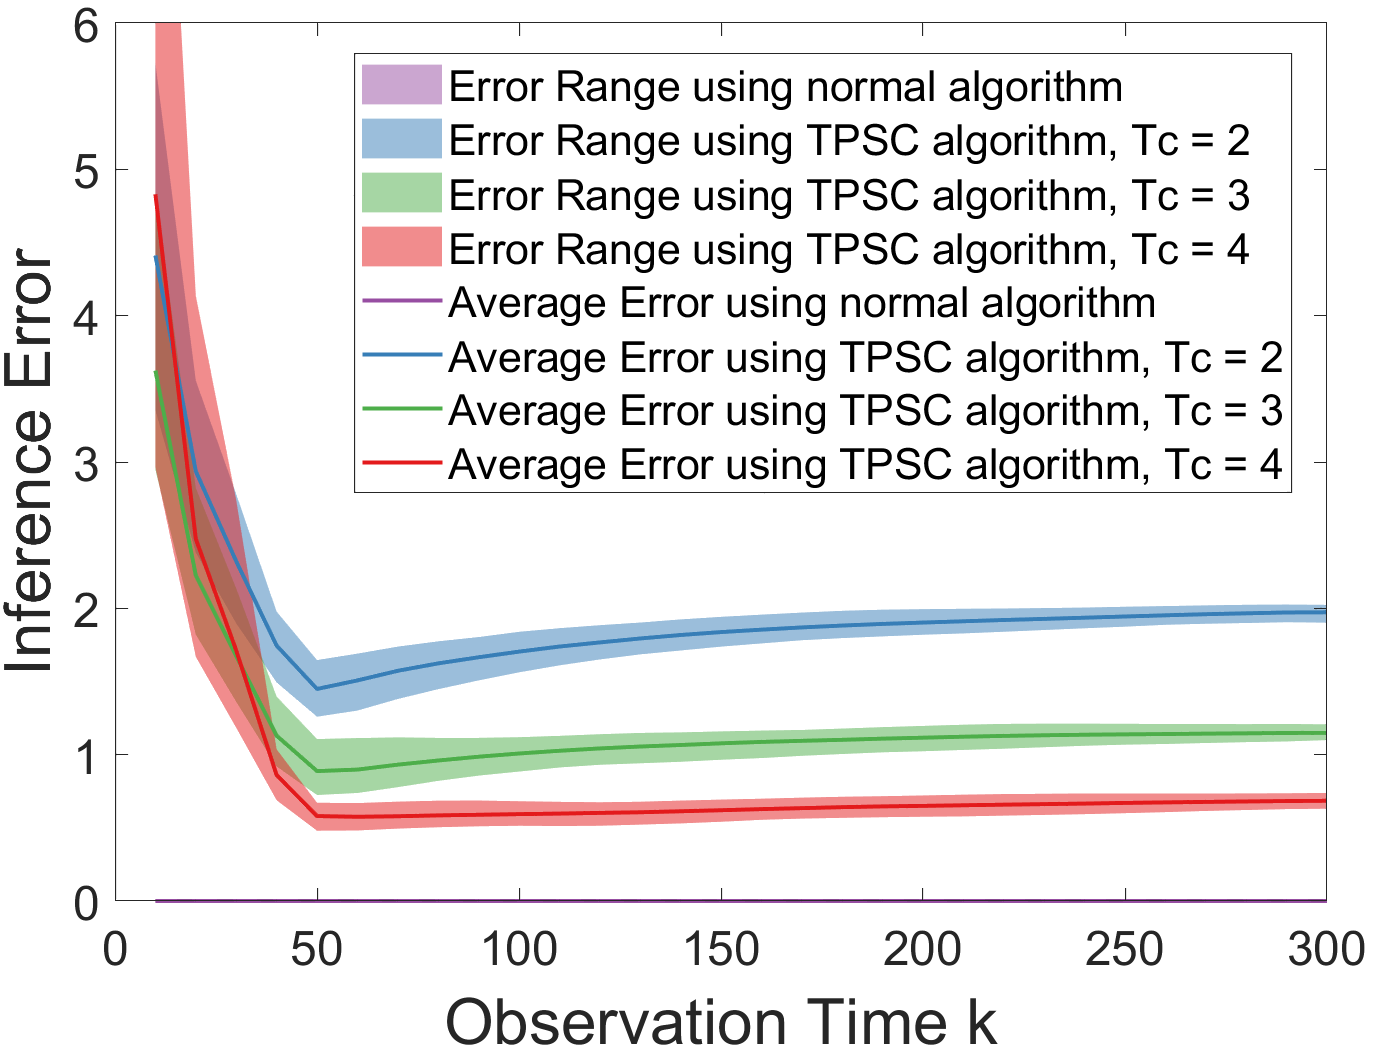 6
5
4
3
2
1
0
Inference Error
Error Range using normal algorithm
Error Range using TPSC algorithm, Tc = 2
Error Range using TPSC algorithm, Tc = 3
Error Range using TPSC algorithm, Tc = 4
Average Error using normal algorithm
Average Error using TPSC algorithm, Tc = 2
Average Error using TPSC algorithm, Tc = 3
Average Error using TPSC algorithm, Tc = 4
0 50 100 150 200 250 300
Observation Time k